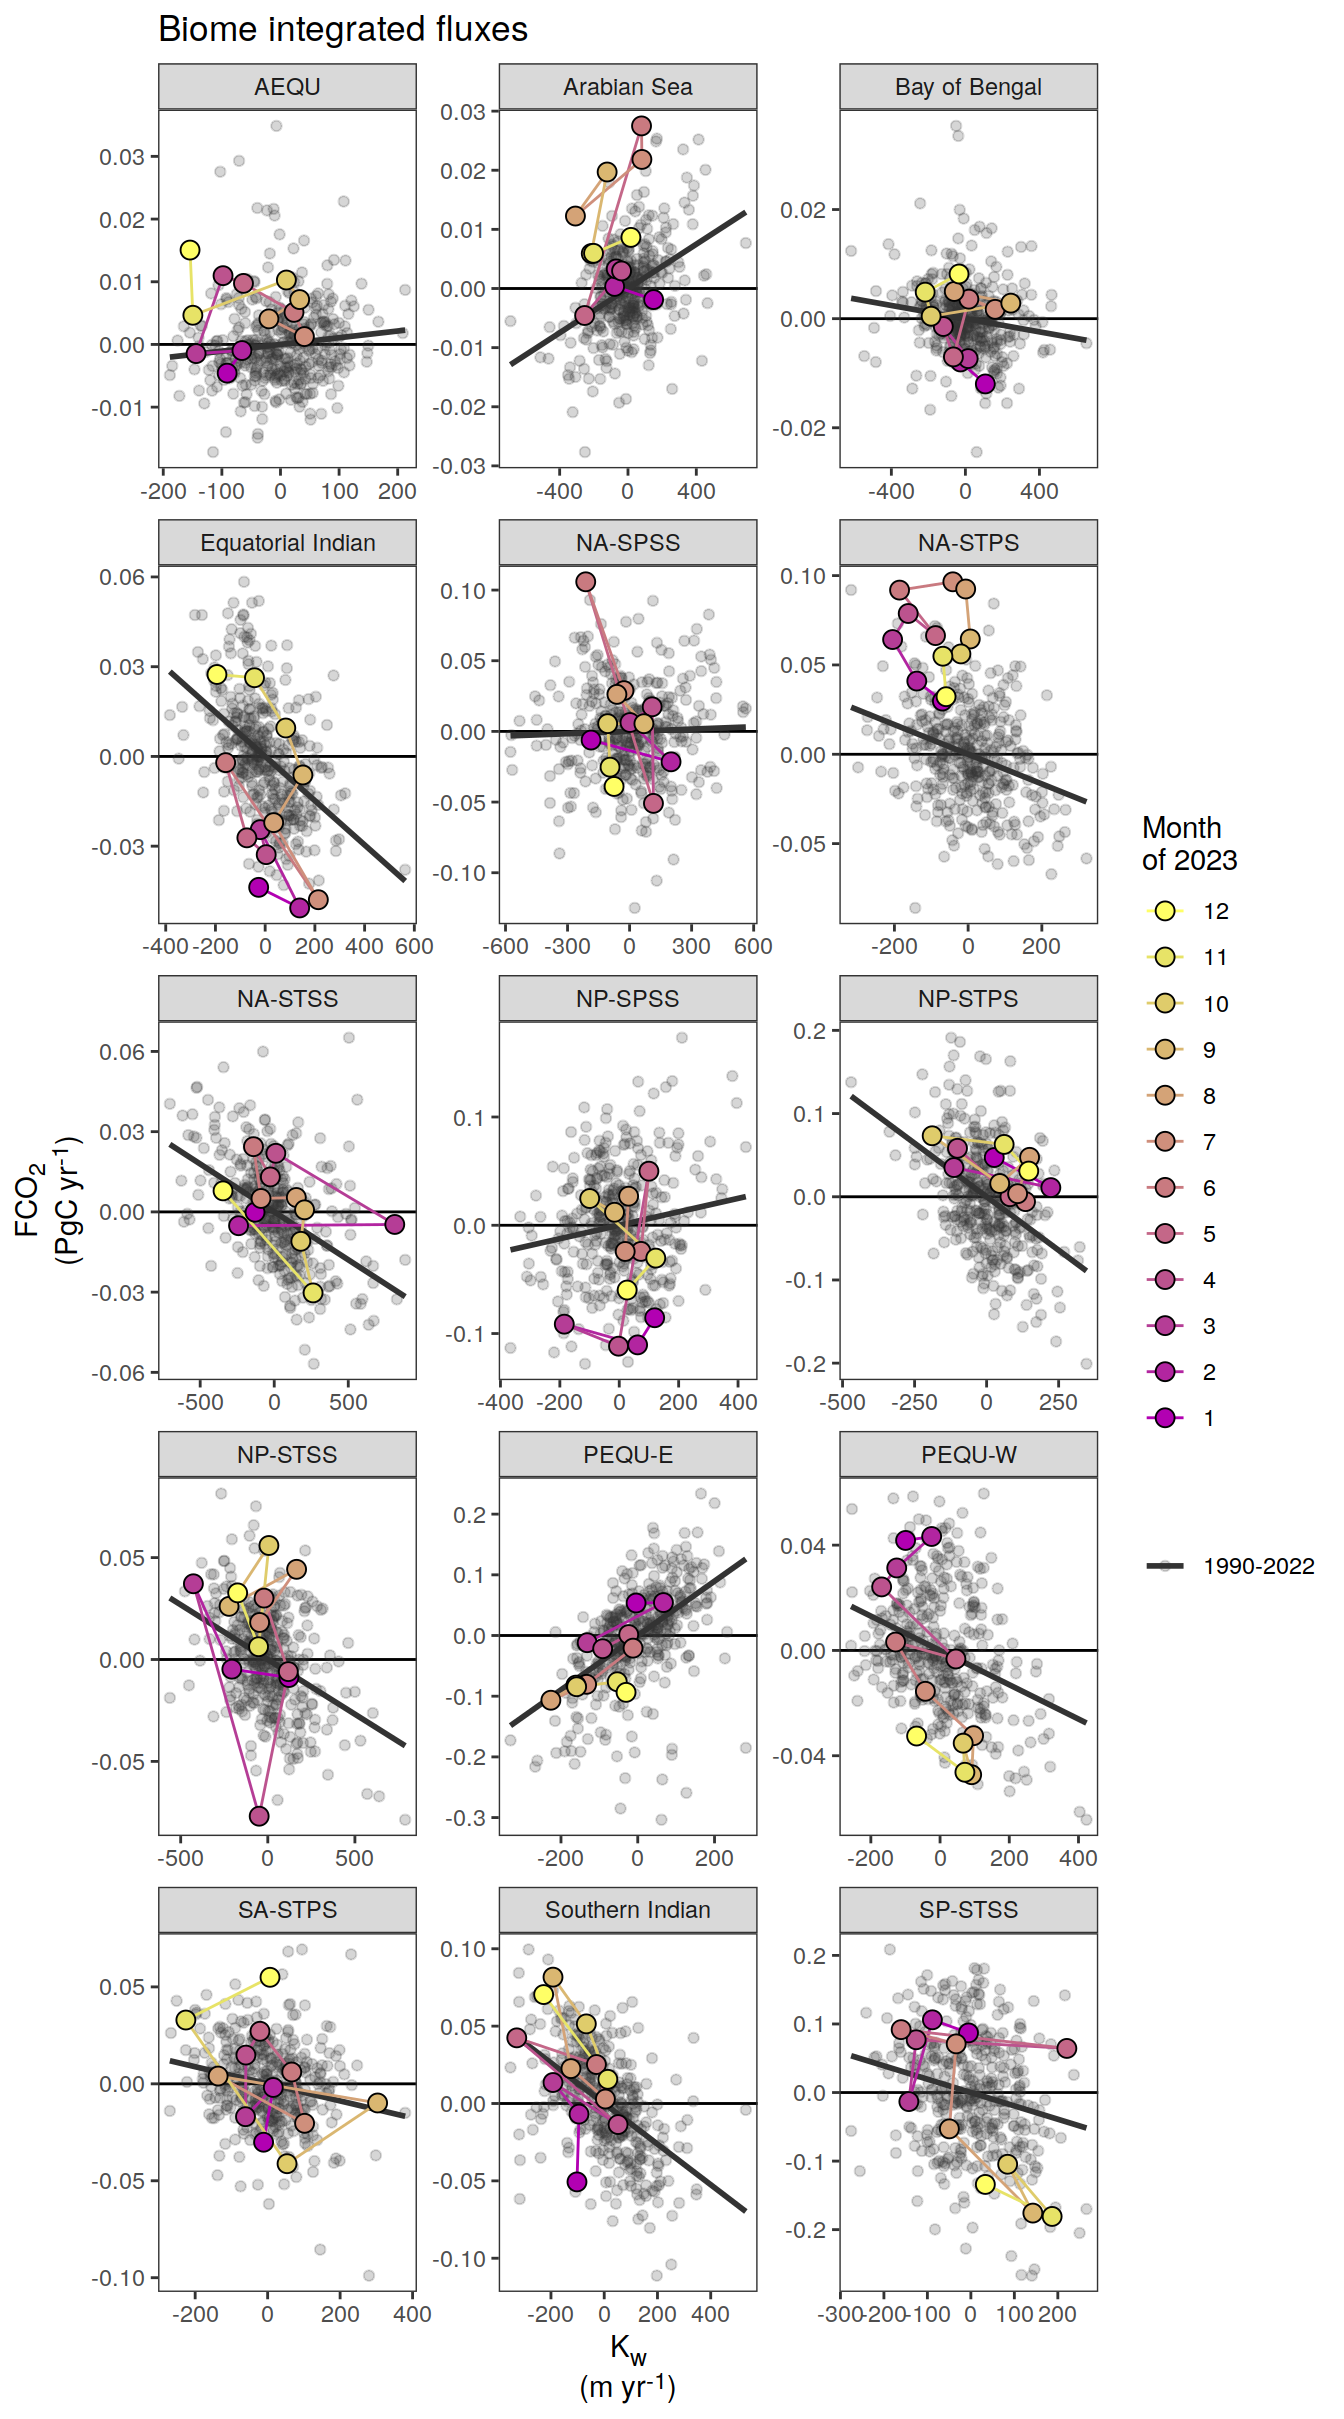 Biome integrated fluxes
AEQU
Arabian Sea
Bay of Bengal
0.03
0.02
0.01
0.00
-0.01
0.03
0.02
0.01
0.00
-0.01
-0.02
-0.03
0.02
0.00
-0.02
-200 -100 0 100 200
-400 0 400
-400 0 400
Equatorial Indian
NA-SPSS
NA-STPS
0.06
0.03
0.00
-0.03
0.10
0.05
0.00
-0.05
-0.10
0.10
0.05
0.00
-0.05
-400 -200 0 200 400 600
-600 -300 0 300 600
-200 0 200
NA-STSS
NP-SPSS
NP-STPS
0.06
0.03
0.00
-0.03
-0.06
0.1
0.0
-0.1
0.2
0.1
0.0
-0.1
-0.2
-500 0 500
-400 -200 0 200 400
-500 -250 0 250
NP-STSS
PEQU-E
PEQU-W
0.05
0.00
-0.05
0.2
0.1
0.0
-0.1
-0.2
-0.3
0.04
0.00
-0.04
-500 0 500
-200 0 200
-200 0 200 400
SA-STPS
Southern Indian
SP-STSS
0.05
0.00
-0.05
-0.10
0.10
0.05
0.00
-0.05
-0.10
0.2
0.1
0.0
-0.1
-0.2
-200 0 200 400
-200 0 200 400
-300 -200 -100 0 100 200
FCO2
(PgC yr-1)
Kw
(m yr-1)
Month
of 2023
12
11
10
9
8
7
6
5
4
3
2
1
1990-2022